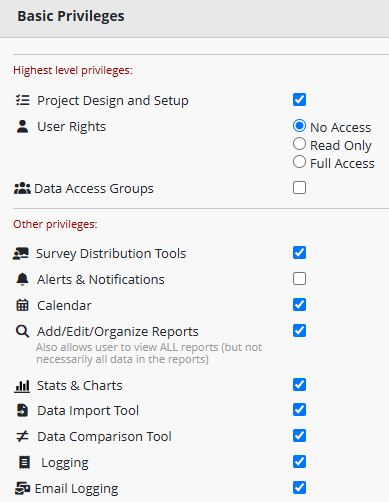 Basic Privileges
Highest level privileges:
Project Design and Setup
User Rights
No Access
Read Only
Full Access
Data Access Groups
Other privileges:
Survey Distribution Tools
Alerts & Notifications
Calendar
Add/Edit/Organize Reports
Also allows user to view ALL reports (but not
necessarily all data in the reports)
Stats & Charts
Data Import Tool
Data Comparison Tool
Logging
Email Logging